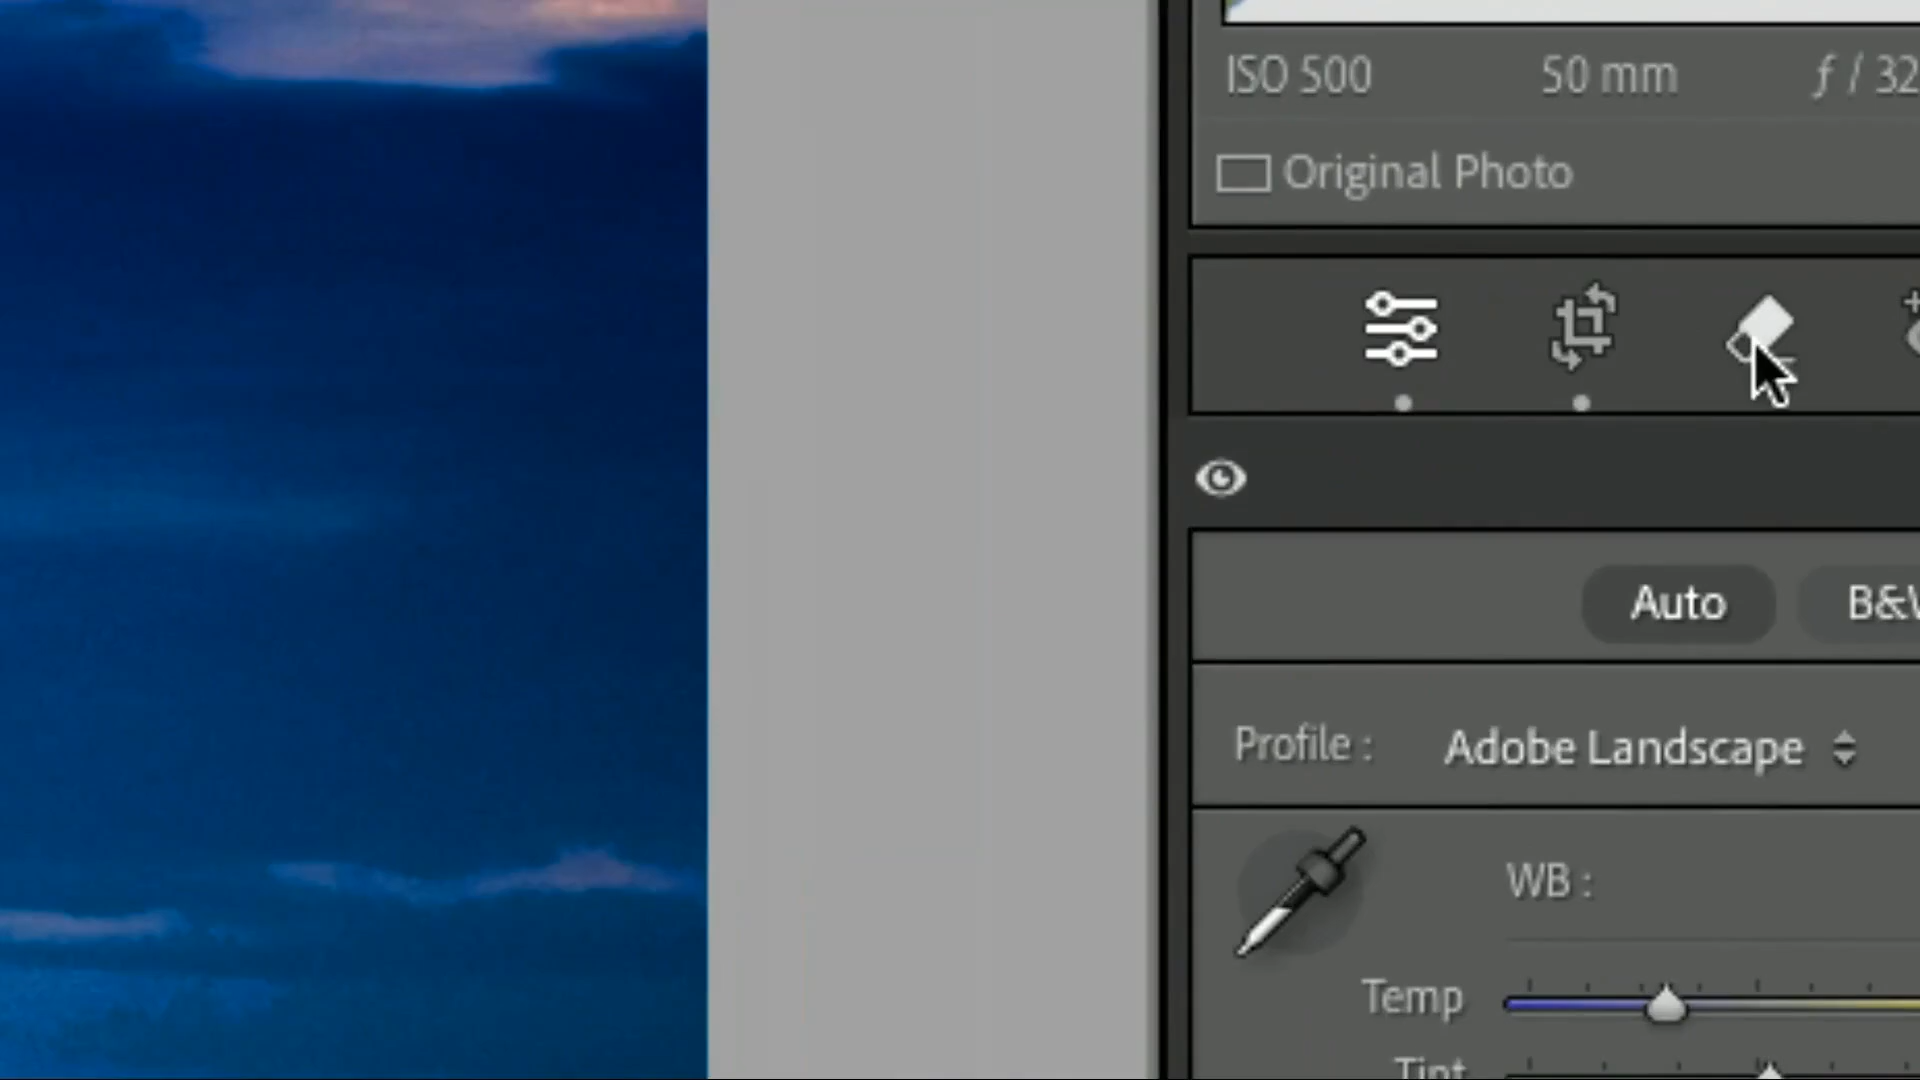 ISO 500 50 mm ƒ / 32
Original Photo
Auto
Profile : Adobe Landscape
WB :
Temp
Tint